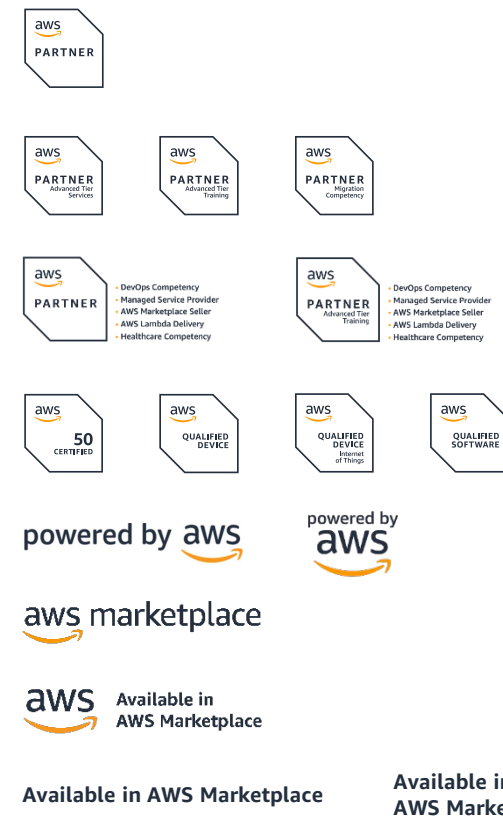 aws
PARTNER
aws
PARTNER
Advanced Tier
Services
aws
PARTNER
Advanced Tier
Training
aws
PARTNER
Migration
Competency
aws
PARTNER
- DevOps Competency
- Managed Service Provider
- AWS Marketplace Seller
- AWS Lambda Delivery
- Healthcare Competency
aws
PARTNER
Advanced Tier
Training
- DevOps Competency
- Managed Service Provider
- AWS Marketplace Seller
- AWS Lambda Delivery
- Healthcare Competency
aws
50
CERTIFIED
aws
QUALIFIED
DEVICE
aws
QUALIFIED
DEVICE
Internet
of Things
aws
QUALIFIED
SOFTWARE
powered by aws
powered by
aws
aws marketplace
aws
Available in
AWS Marketplace
Available in AWS Marketplace
Available
AWS